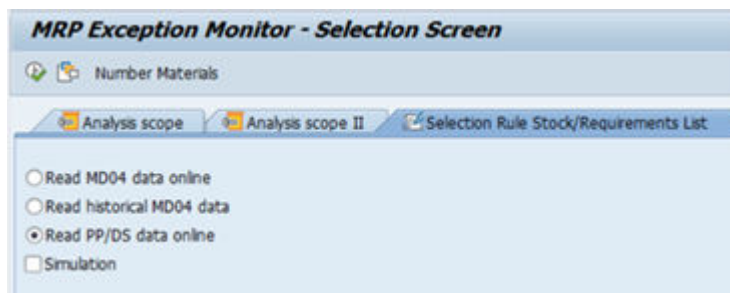 MRP Exception Monitor - Selection Screen
Number Materials
Analysis scope Analysis scope II Selection Rule Stock/Requirements List
Read MD04 data online
Read historical MD04 data
Read PP/DS data online
Simulation